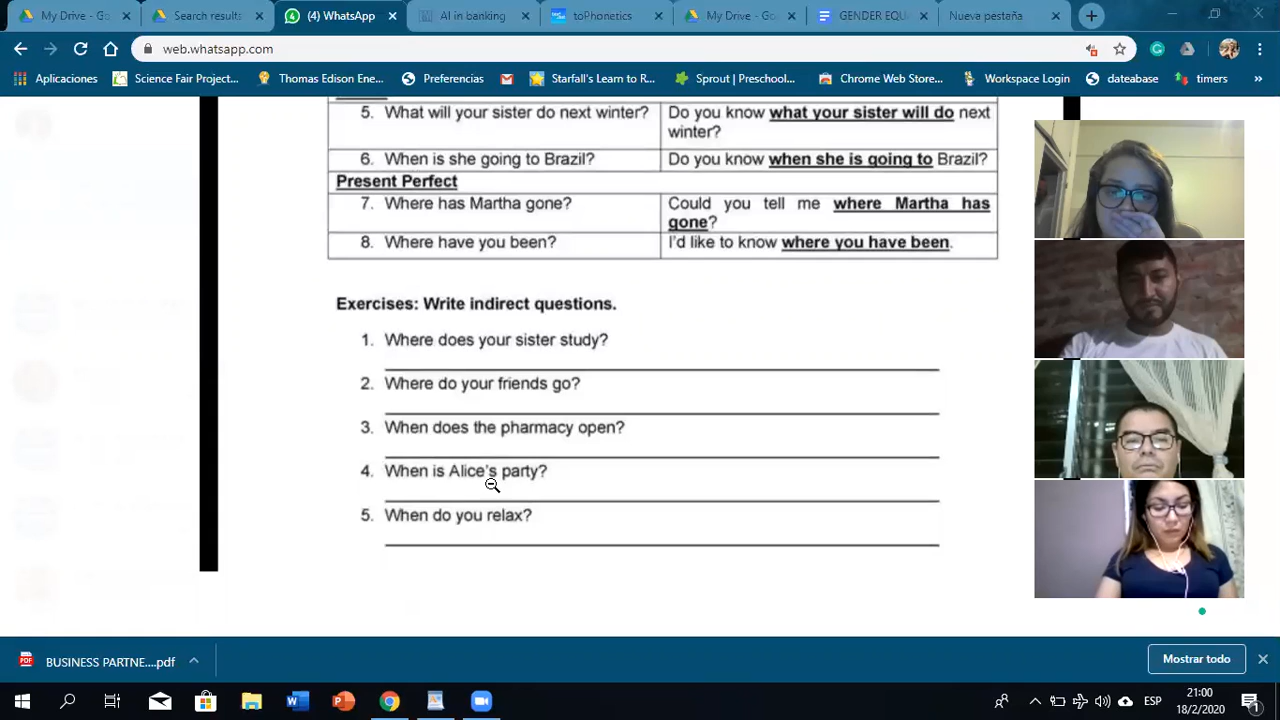 My Drive - Go
Search results
(4) WhatsApp
AI in banking
toPhonetics
My Drive - Go
GENDER EQU
Nueva pestaña
web.whatsapp.com
Aplicaciones
Science Fair Project...
Thomas Edison Ene...
Preferencias
Starfall's Learn to R...
Sprout | Preschool...
Chrome Web Store...
Workspace Login
dateabase
timers
»
5. What will your sister do next winter?
Do you know what your sister will do next
winter?
6. When is she going to Brazil?
Do you know when she is going to Brazil?
Present Perfect
7. Where has Martha gone?
Could you tell me where Martha has
gone?
8. Where have you been?
I'd like to know where you have been.
Exercises: Write indirect questions.
1. Where does your sister study?
2. Where do your friends go?
3. When does the pharmacy open?
4. When is Alice's party?
5. When do you relax?
BUSINESS PARTNE....pdf
Mostrar todo
ESP
21:00
18/2/2020